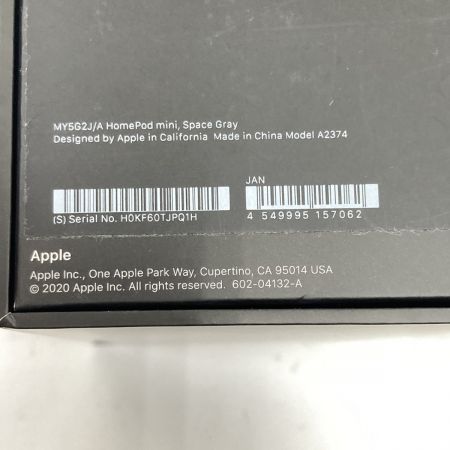 MY5G2J/A HomePod mini, Space Gray
Designed by Apple in California Made in China Model A2374
JAN
(S) Serial No. H0KF60TJPQ1H
4 549995 157062
Apple
Apple Inc., One Apple Park Way, Cupertino, CA 95014 USA
© 2020 Apple Inc. All rights reserved. 602-04132-A